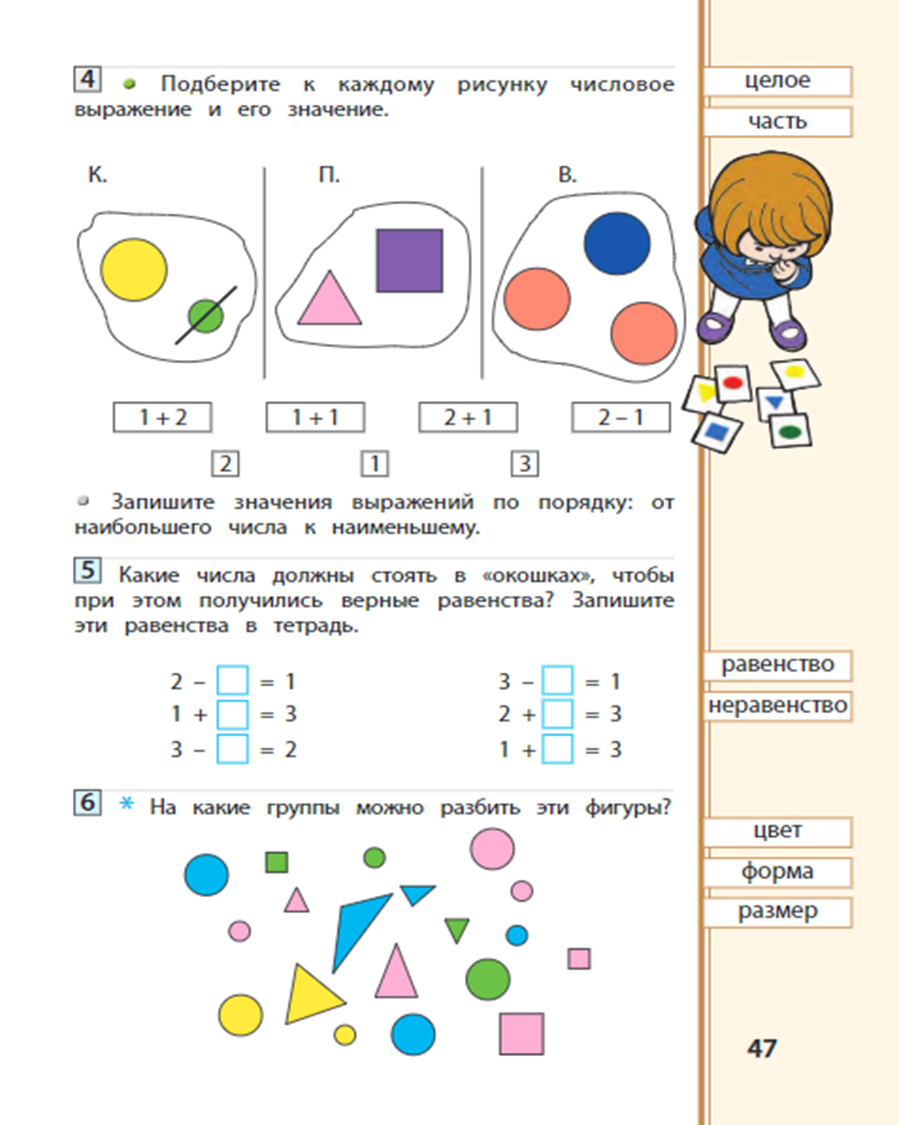 4 Подберите к каждому рисунку числовое
выражение и его значение.
целое
часть
К. П. В.
1 + 2 1 + 1 2 + 1 2 – 1
2 1 3
Запишите значения выражений по порядку: от
наибольшего числа к наименьшему.
5 Какие числа должны стоять в «окошках», чтобы
при этом получились верные равенства? Запишите
эти равенства в тетрадь.
2 – = 1 3 – = 1
1 + = 3 2 + = 3
3 – = 2 1 + = 3
равенство
неравенство
6 * На какие группы можно разбить эти фигуры?
цвет
форма
размер
47